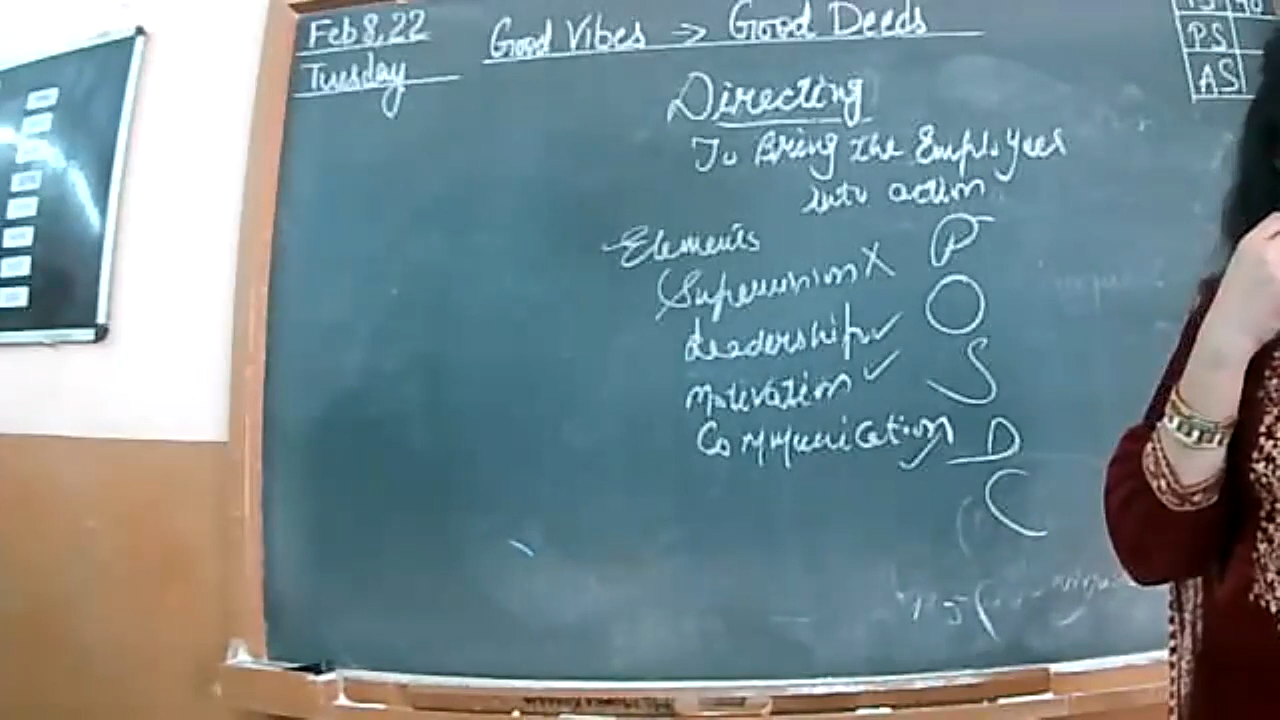 Feb 8, 22
Tuesday
Good Vibes > Good Deeds
PS
AS
Directing
To Bring the Employees
into action
Elements
Supervision X
Leadership ✓
Motivation ✓
Communication ✓
P
O
S
D
C